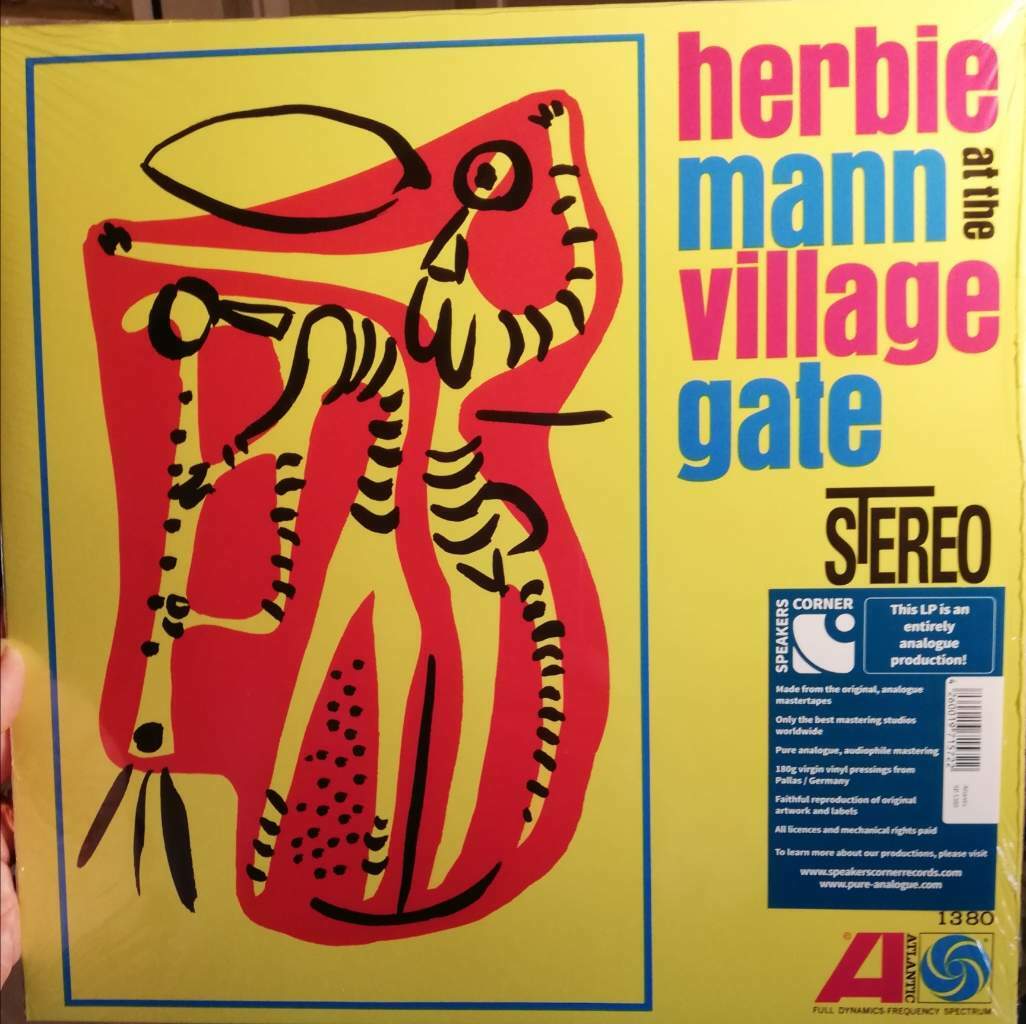 herbie
mann
at the
village
gate
STEREO
SPEAKERS
CORNER
This LP is an
entirely
analogue
production!
Made from the original, analogue
mastertapes
Only the best mastering studios
worldwide
Pure analogue, audiophile mastering
180g virgin vinyl pressings from
Pallas / Germany
Faithful reproduction of original
artwork and labels
All licences and mechanical rights paid
To learn more about our productions, please visit
www.speakerscornerrecords.com
www.pure-analogue.com
1380
A
ATLANTIC
FULL DYNAMICS-FREQUENCY SPECTRUM